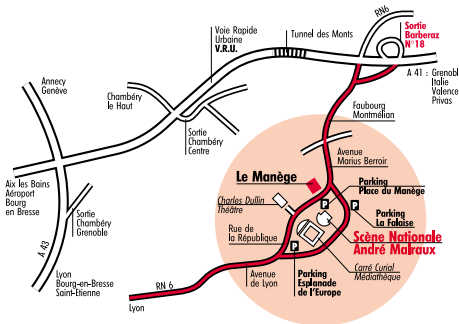 RN6
Sortie
Barberaz
N°18
Voie Rapide
Urbaine
V.R.U.
Tunnel des Monts
A 41 : Grenobl
Italie
Valence
Privas
Annecy
Genève
Chambéry
le Haut
Sortie
Chambéry
Centre
Faubourg
Montmélian
Avenue
Marius Berroir
Aix les Bains
Aéroport
Bourg
en Bresse
Le Manège
Parking
Place du Manège
Charles Dullin
Théâtre
Parking
La Falaise
Sortie
Chambéry
Grenoble
Rue de
la République
Scène Nationale
André Malraux
P
P
P
Carré Curial
Médiathèque
A 43
Lyon
Bourg-en-Bresse
Saint-Etienne
RN 6
Avenue
de Lyon
Parking
Esplanade
de l'Europe
Lyon